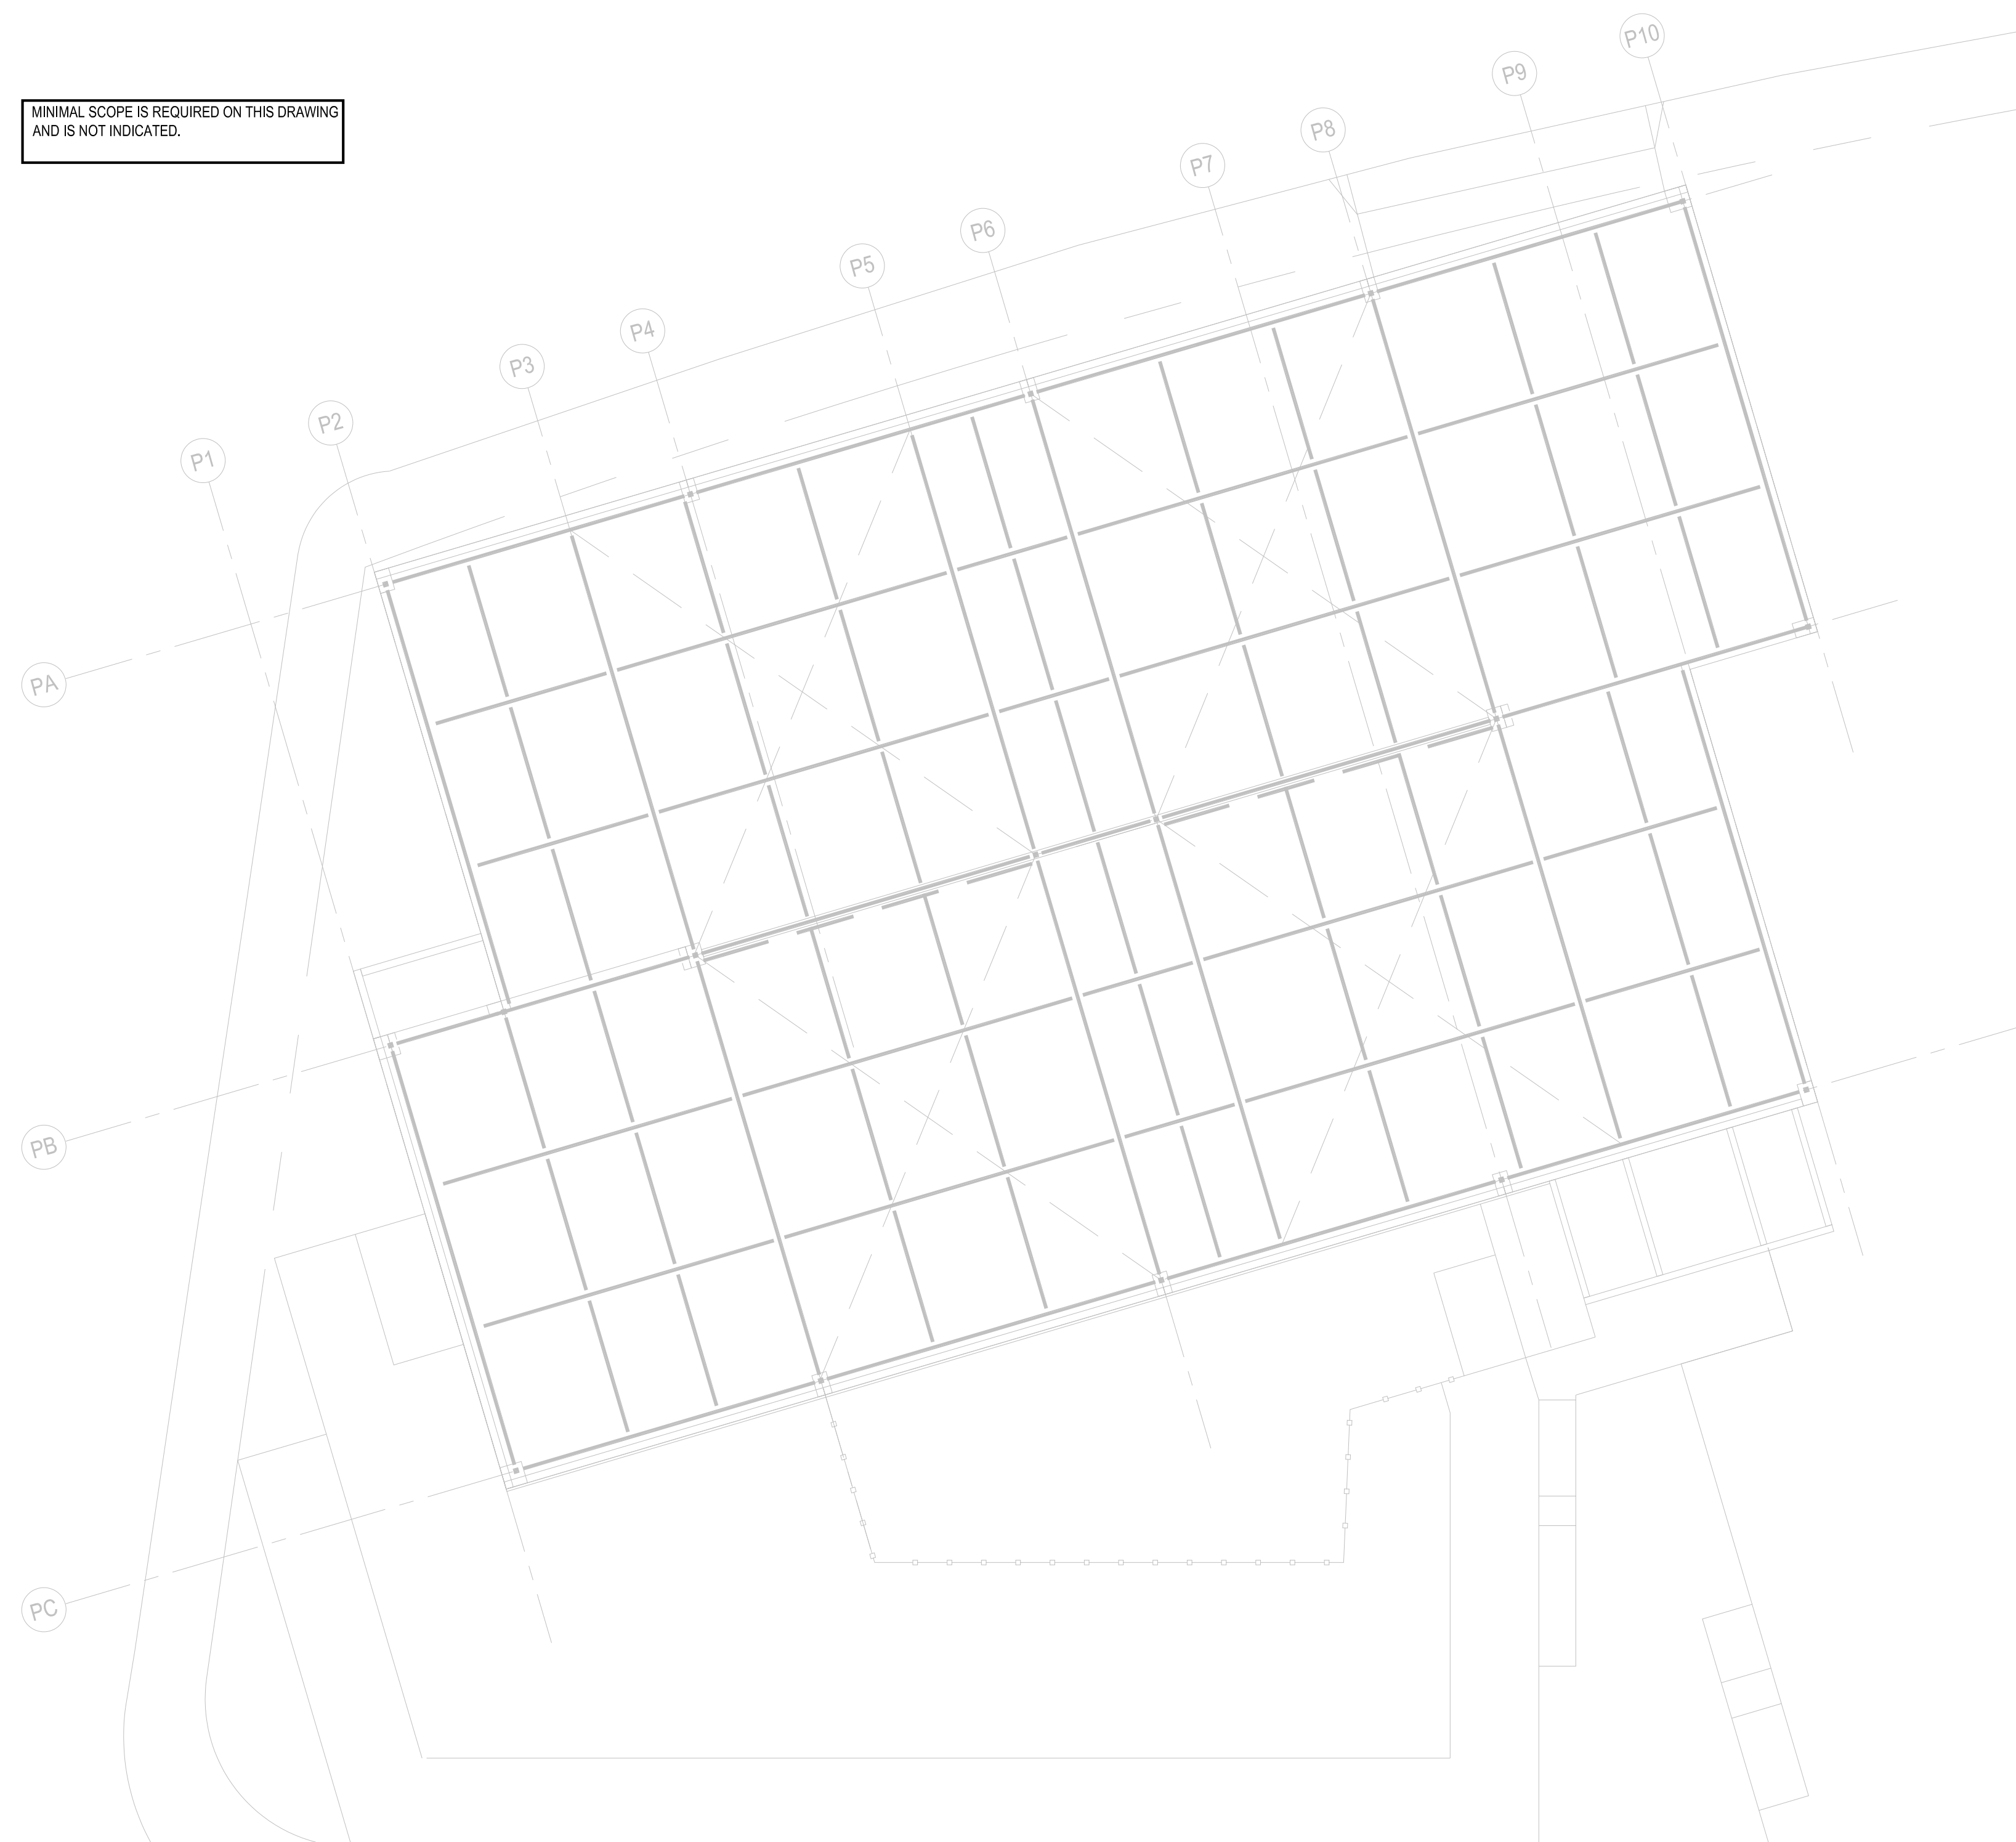 MINIMAL SCOPE IS REQUIRED ON THIS DRAWING
AND IS NOT INDICATED.
P10
P9
P8
P7
P6
P5
P4
P3
P2
P1
PA
PB
PC